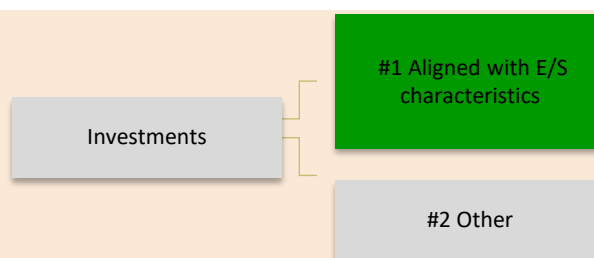 #1 Aligned with E/S
characteristics
Investments
#2 Other